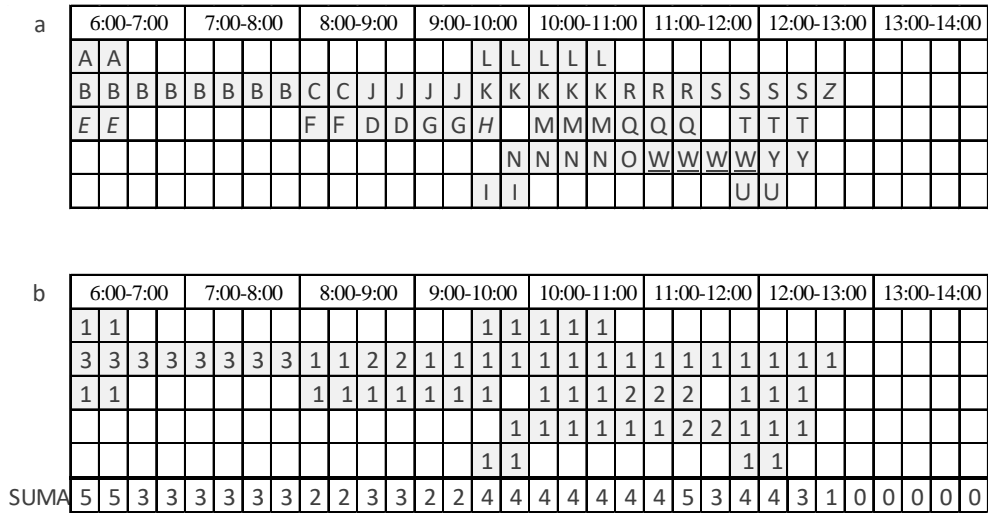 a 6:00-7:00 7:00-8:00 8:00-9:00 9:00-10:00 10:00-11:00 11:00-12:00 12:00-13:00 13:00-14:00
A A L L L L L
B B B B B B B B C C J J J J K K K K K R R R S S S S Z
E E F F D D G G H M M M Q Q Q T T T
N N N N O W W W W Y Y
I I U U
b 6:00-7:00 7:00-8:00 8:00-9:00 9:00-10:00 10:00-11:00 11:00-12:00 12:00-13:00 13:00-14:00
1 1 1 1 1 1 1
3 3 3 3 3 3 3 3 1 1 2 2 1 1 1 1 1 1 1 1 1 1 1 1 1 1 1
1 1 1 1 1 1 1 1 1 1 1 1 2 2 2 1 1 1
1 1 1 1 1 1 2 2 1 1 1
1 1 1 1
SUMA 5 5 3 3 3 3 3 3 2 2 3 3 2 2 4 4 4 4 4 4 4 5 3 4 4 3 1 0 0 0 0 0